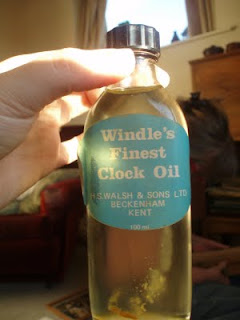 Windle's
Finest
Clock Oil
H.S.WALSH & SONS LTD
BECKENHAM
KENT
100 ml